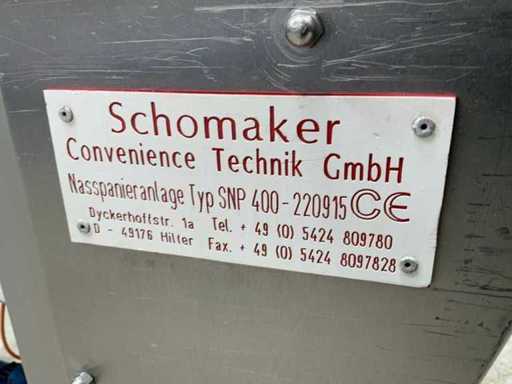 Schomaker
Convenience Technik GmbH
Nasspanieranlage Typ SNP 400-220915 CE
Dyckerhoffstr. 1a Tel. + 49 (0) 5424 809780
D - 49176 Hilter Fax. + 49 (0) 5424 8097828